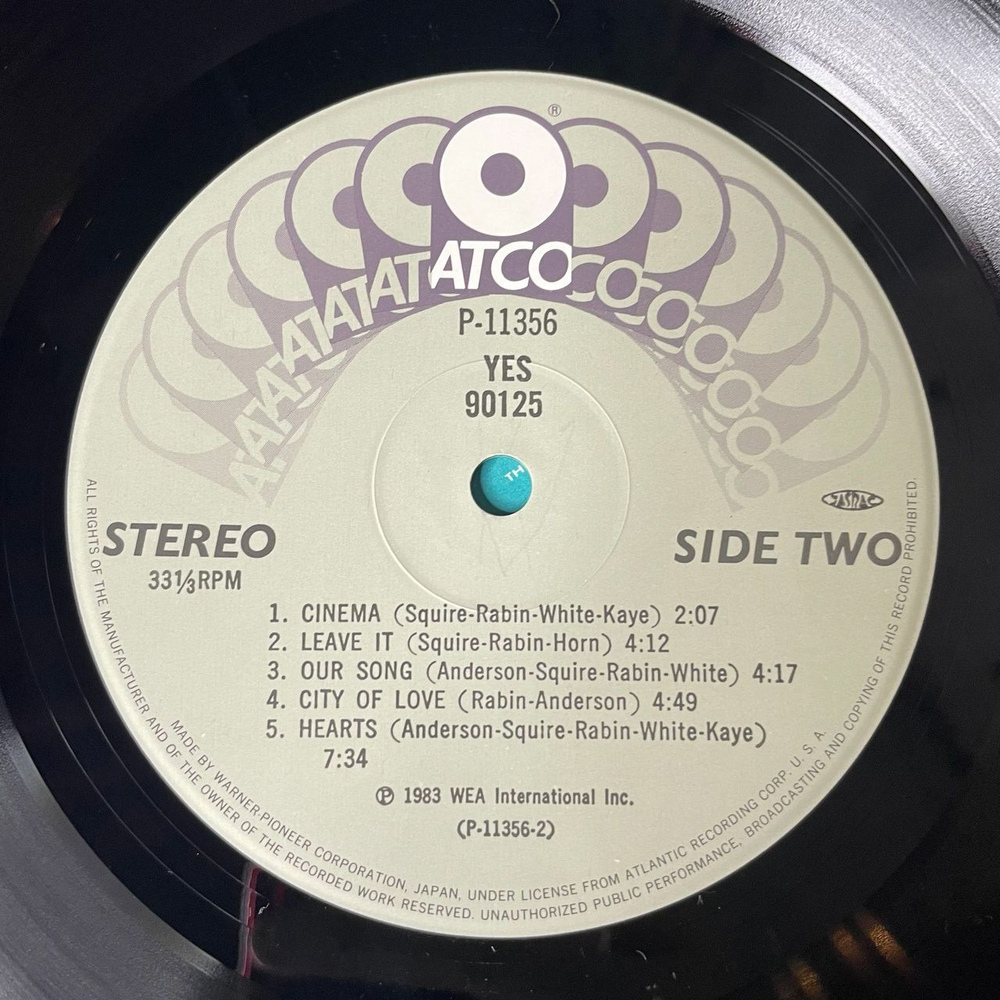 ®
ATCO
P-11356
YES
90125
TH
JASRAC
STEREO
SIDE TWO
33⅓RPM
1. CINEMA (Squire-Rabin-White-Kaye) 2:07
2. LEAVE IT (Squire-Rabin-Horn) 4:12
3. OUR SONG (Anderson-Squire-Rabin-White) 4:17
4. CITY OF LOVE (Rabin-Anderson) 4:49
5. HEARTS (Anderson-Squire-Rabin-White-Kaye)
7:34
℗ 1983 WEA International Inc.
(P-11356-2)
MADE BY WARNER-PIONEER CORPORATION, JAPAN, UNDER LICENSE FROM ATLANTIC RECORDING CORP. U. S. A.
ALL RIGHTS OF THE MANUFACTURER AND OF THE OWNER OF THE RECORDED WORK RESERVED. UNAUTHORIZED PUBLIC PERFORMANCE, BROADCASTING AND COPYING OF THIS RECORD PROHIBITED.